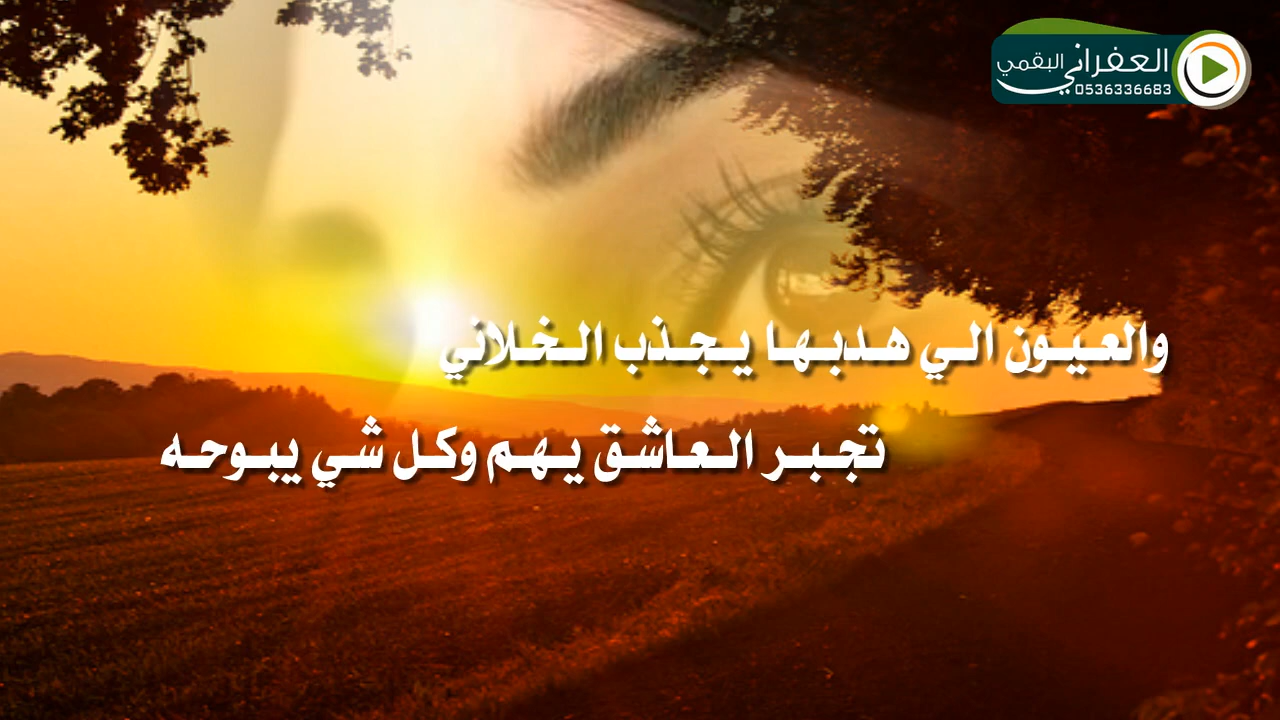 العفراني البقمي
0536336683
والعيون الي هدبها يجذب الخلاني
تجبر العاشق يهم وكل شي يبوحه